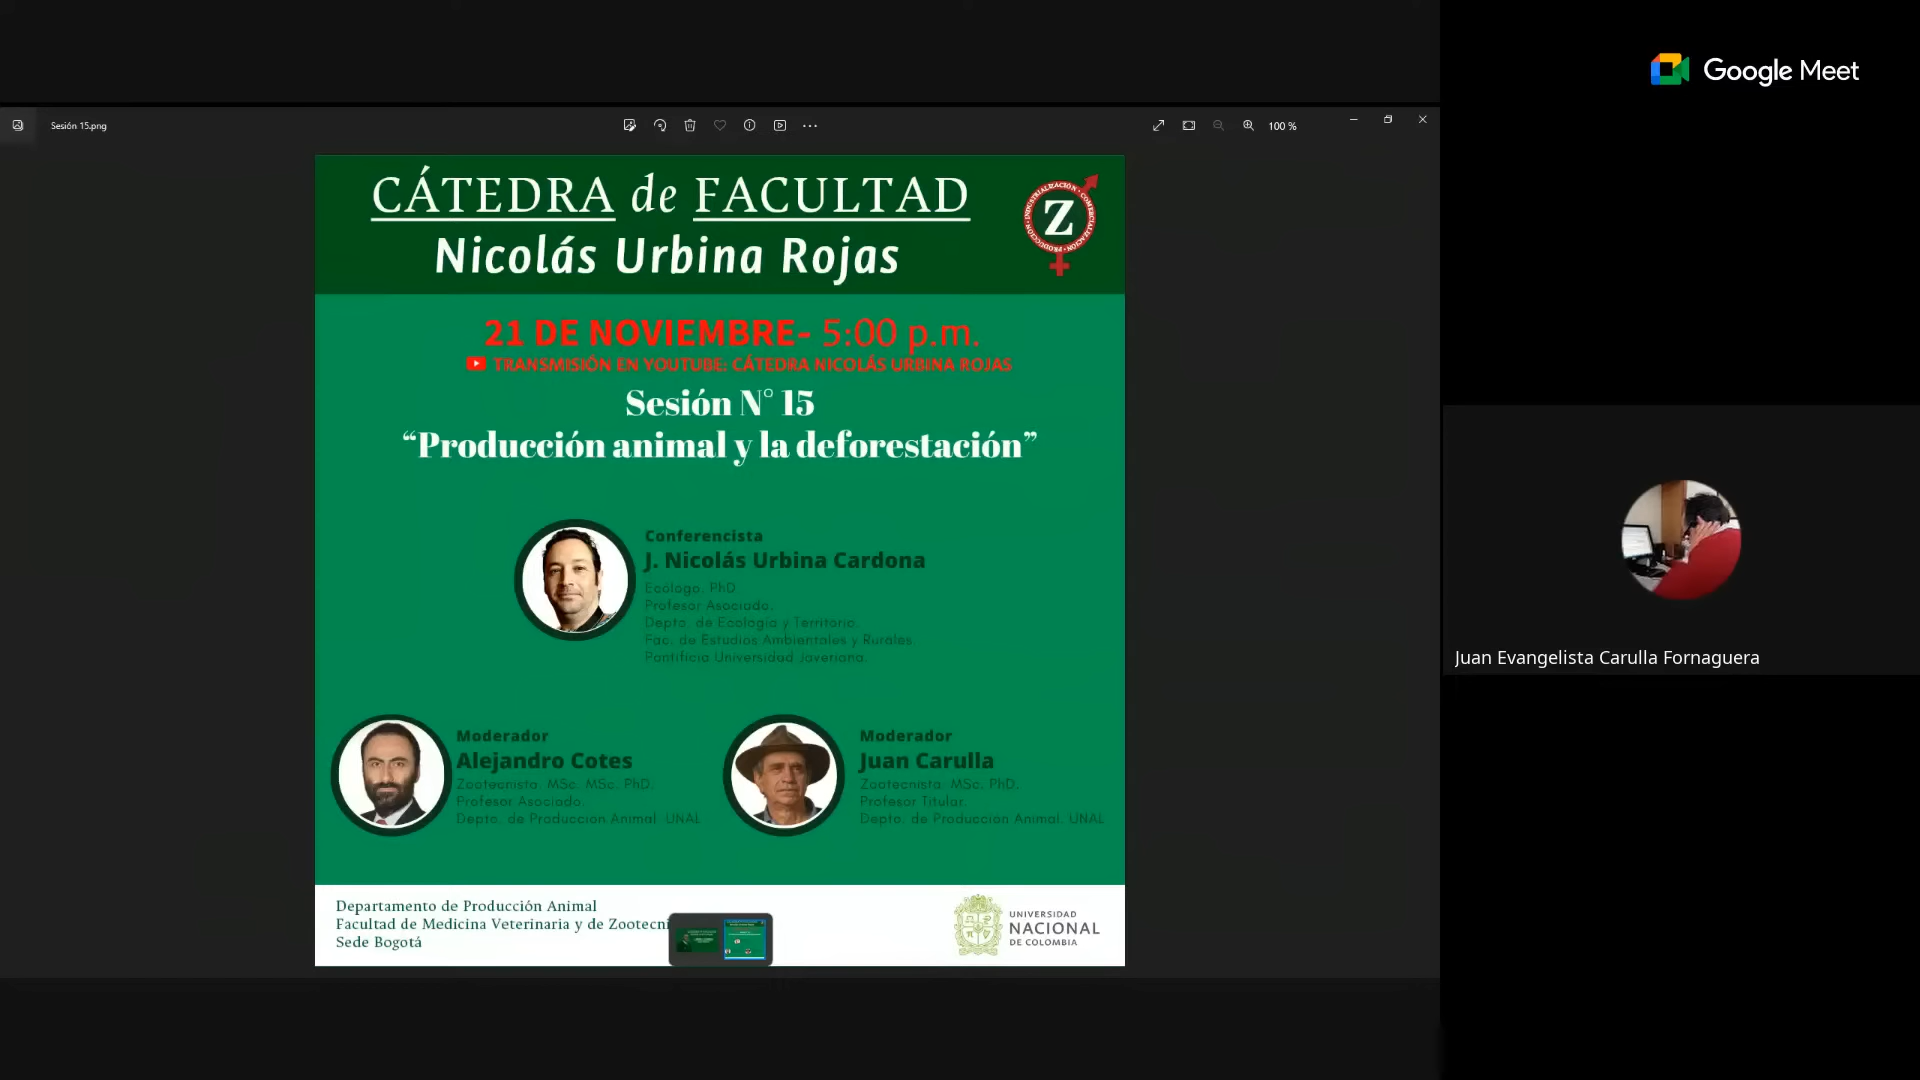 Google Meet
Sesión 15.png
100 %
CÁTEDRA de FACULTAD
Nicolás Urbina Rojas
INDUSTRIALIZACIÓN · COMERCIALIZACIÓN · PRODUCCIÓN ·
Z
21 DE NOVIEMBRE- 5:00 p.m.
TRANSMISIÓN EN YOUTUBE: CÁTEDRA NICOLÁS URBINA ROJAS
Sesión N° 15
“Producción animal y la deforestación”
Conferencista
J. Nicolás Urbina Cardona
Ecólogo, PhD
Profesor Asociado.
Depto. de Ecología y Territorio.
Fac. de Estudios Ambientales y Rurales.
Pontificia Universidad Javeriana.
Moderador
Alejandro Cotes
Zootecnista. MSc. MSc. PhD.
Profesor Asociado.
Depto. de Producción Animal. UNAL
Moderador
Juan Carulla
Zootecnista. MSc. PhD.
Profesor Titular.
Depto. de Producción Animal. UNAL
Departamento de Producción Animal
Facultad de Medicina Veterinaria y de Zootecni
Sede Bogotá
UNIVERSIDAD
NACIONAL
DE COLOMBIA
Juan Evangelista Carulla Fornaguera